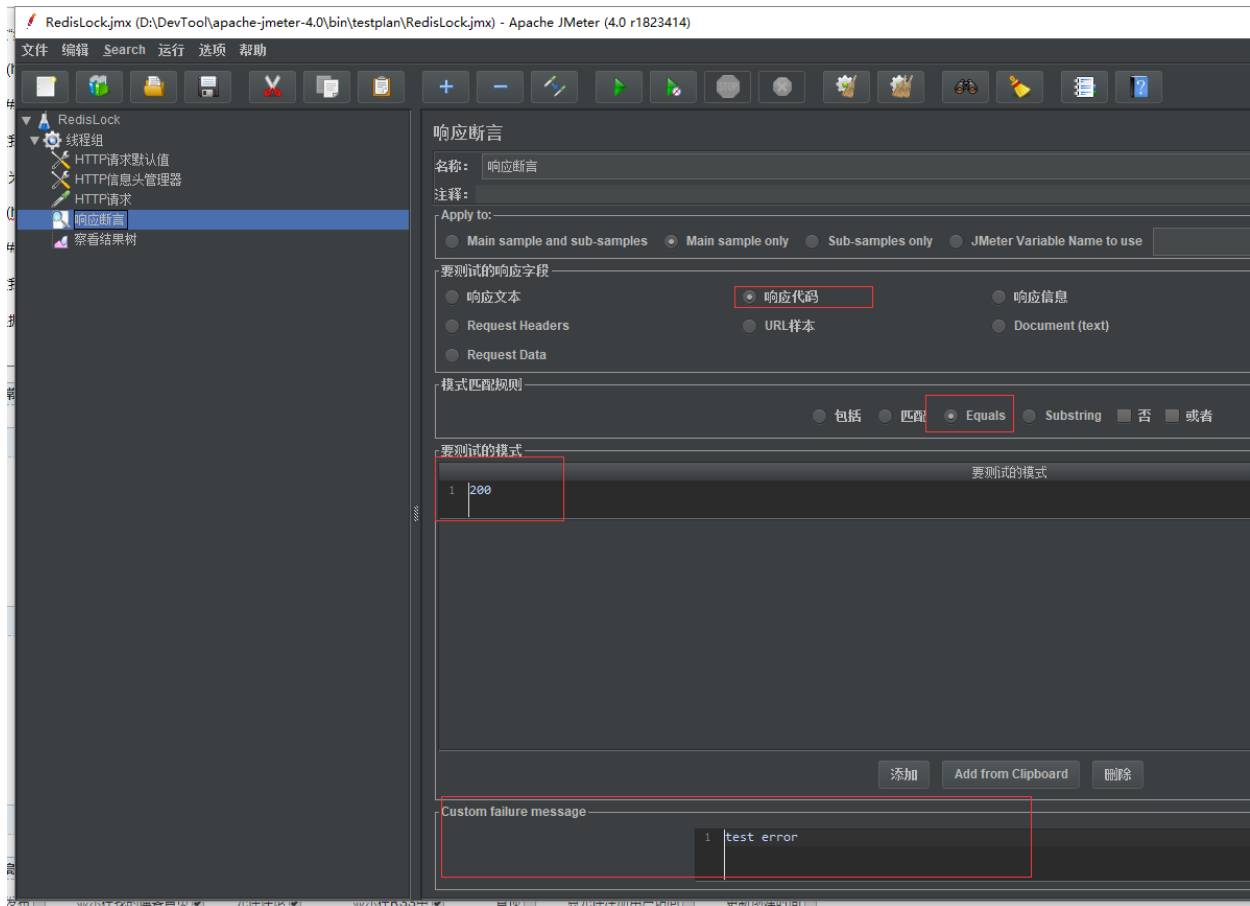 RedisLock.jmx (D:\DevTool\apache-jmeter-4.0\bin\testplan\RedisLock.jmx) - Apache JMeter (4.0 r1823414)
文件 编辑 Search 运行 选项 帮助
STOP
RedisLock
线程组
HTTP请求默认值
HTTP信息头管理器
HTTP请求
响应断言
察看结果树
响应断言
名称： 响应断言
注释：
Apply to:
Main sample and sub-samples Main sample only Sub-samples only JMeter Variable Name to use
要测试的响应字段
响应文本 响应代码 响应信息
Request Headers URL样本 Document (text)
Request Data
模式匹配规则
包括 匹配 Equals Substring 否 或者
要测试的模式
要测试的模式
1 200
添加 Add from Clipboard 删除
Custom failure message
1 test error